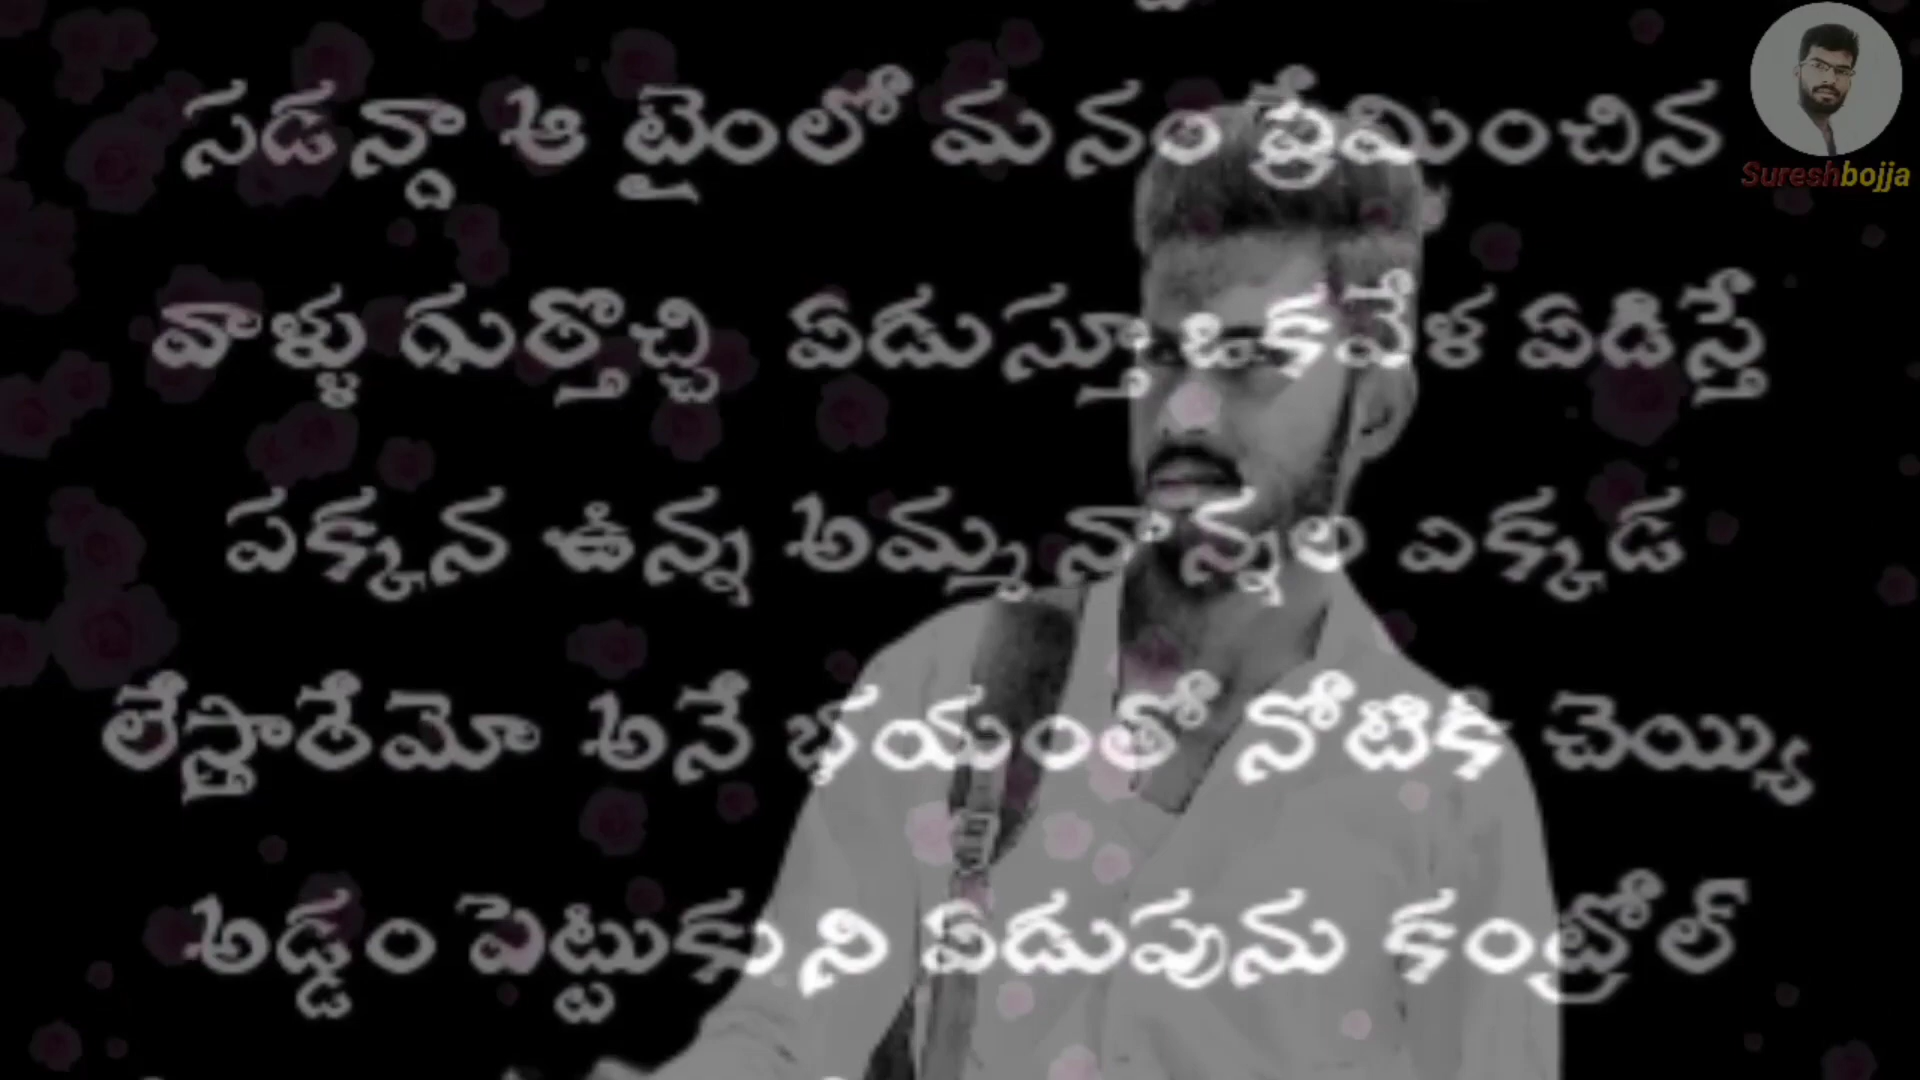 సడన్గా ఆ టైంలో మనం ప్రేమించిన
Sureshbojja
వాళ్ళు గుర్తొచ్చి ఏడుస్తూ ఒకవేళ ఏడిస్తే
పక్కన ఉన్న అమ్మనాన్నల ఎక్కడ
లేస్తారేమో అనే భయంతో నోటికి చెయ్యి
అడ్డం పెట్టుకుని ఏడుపును కంట్రోల్